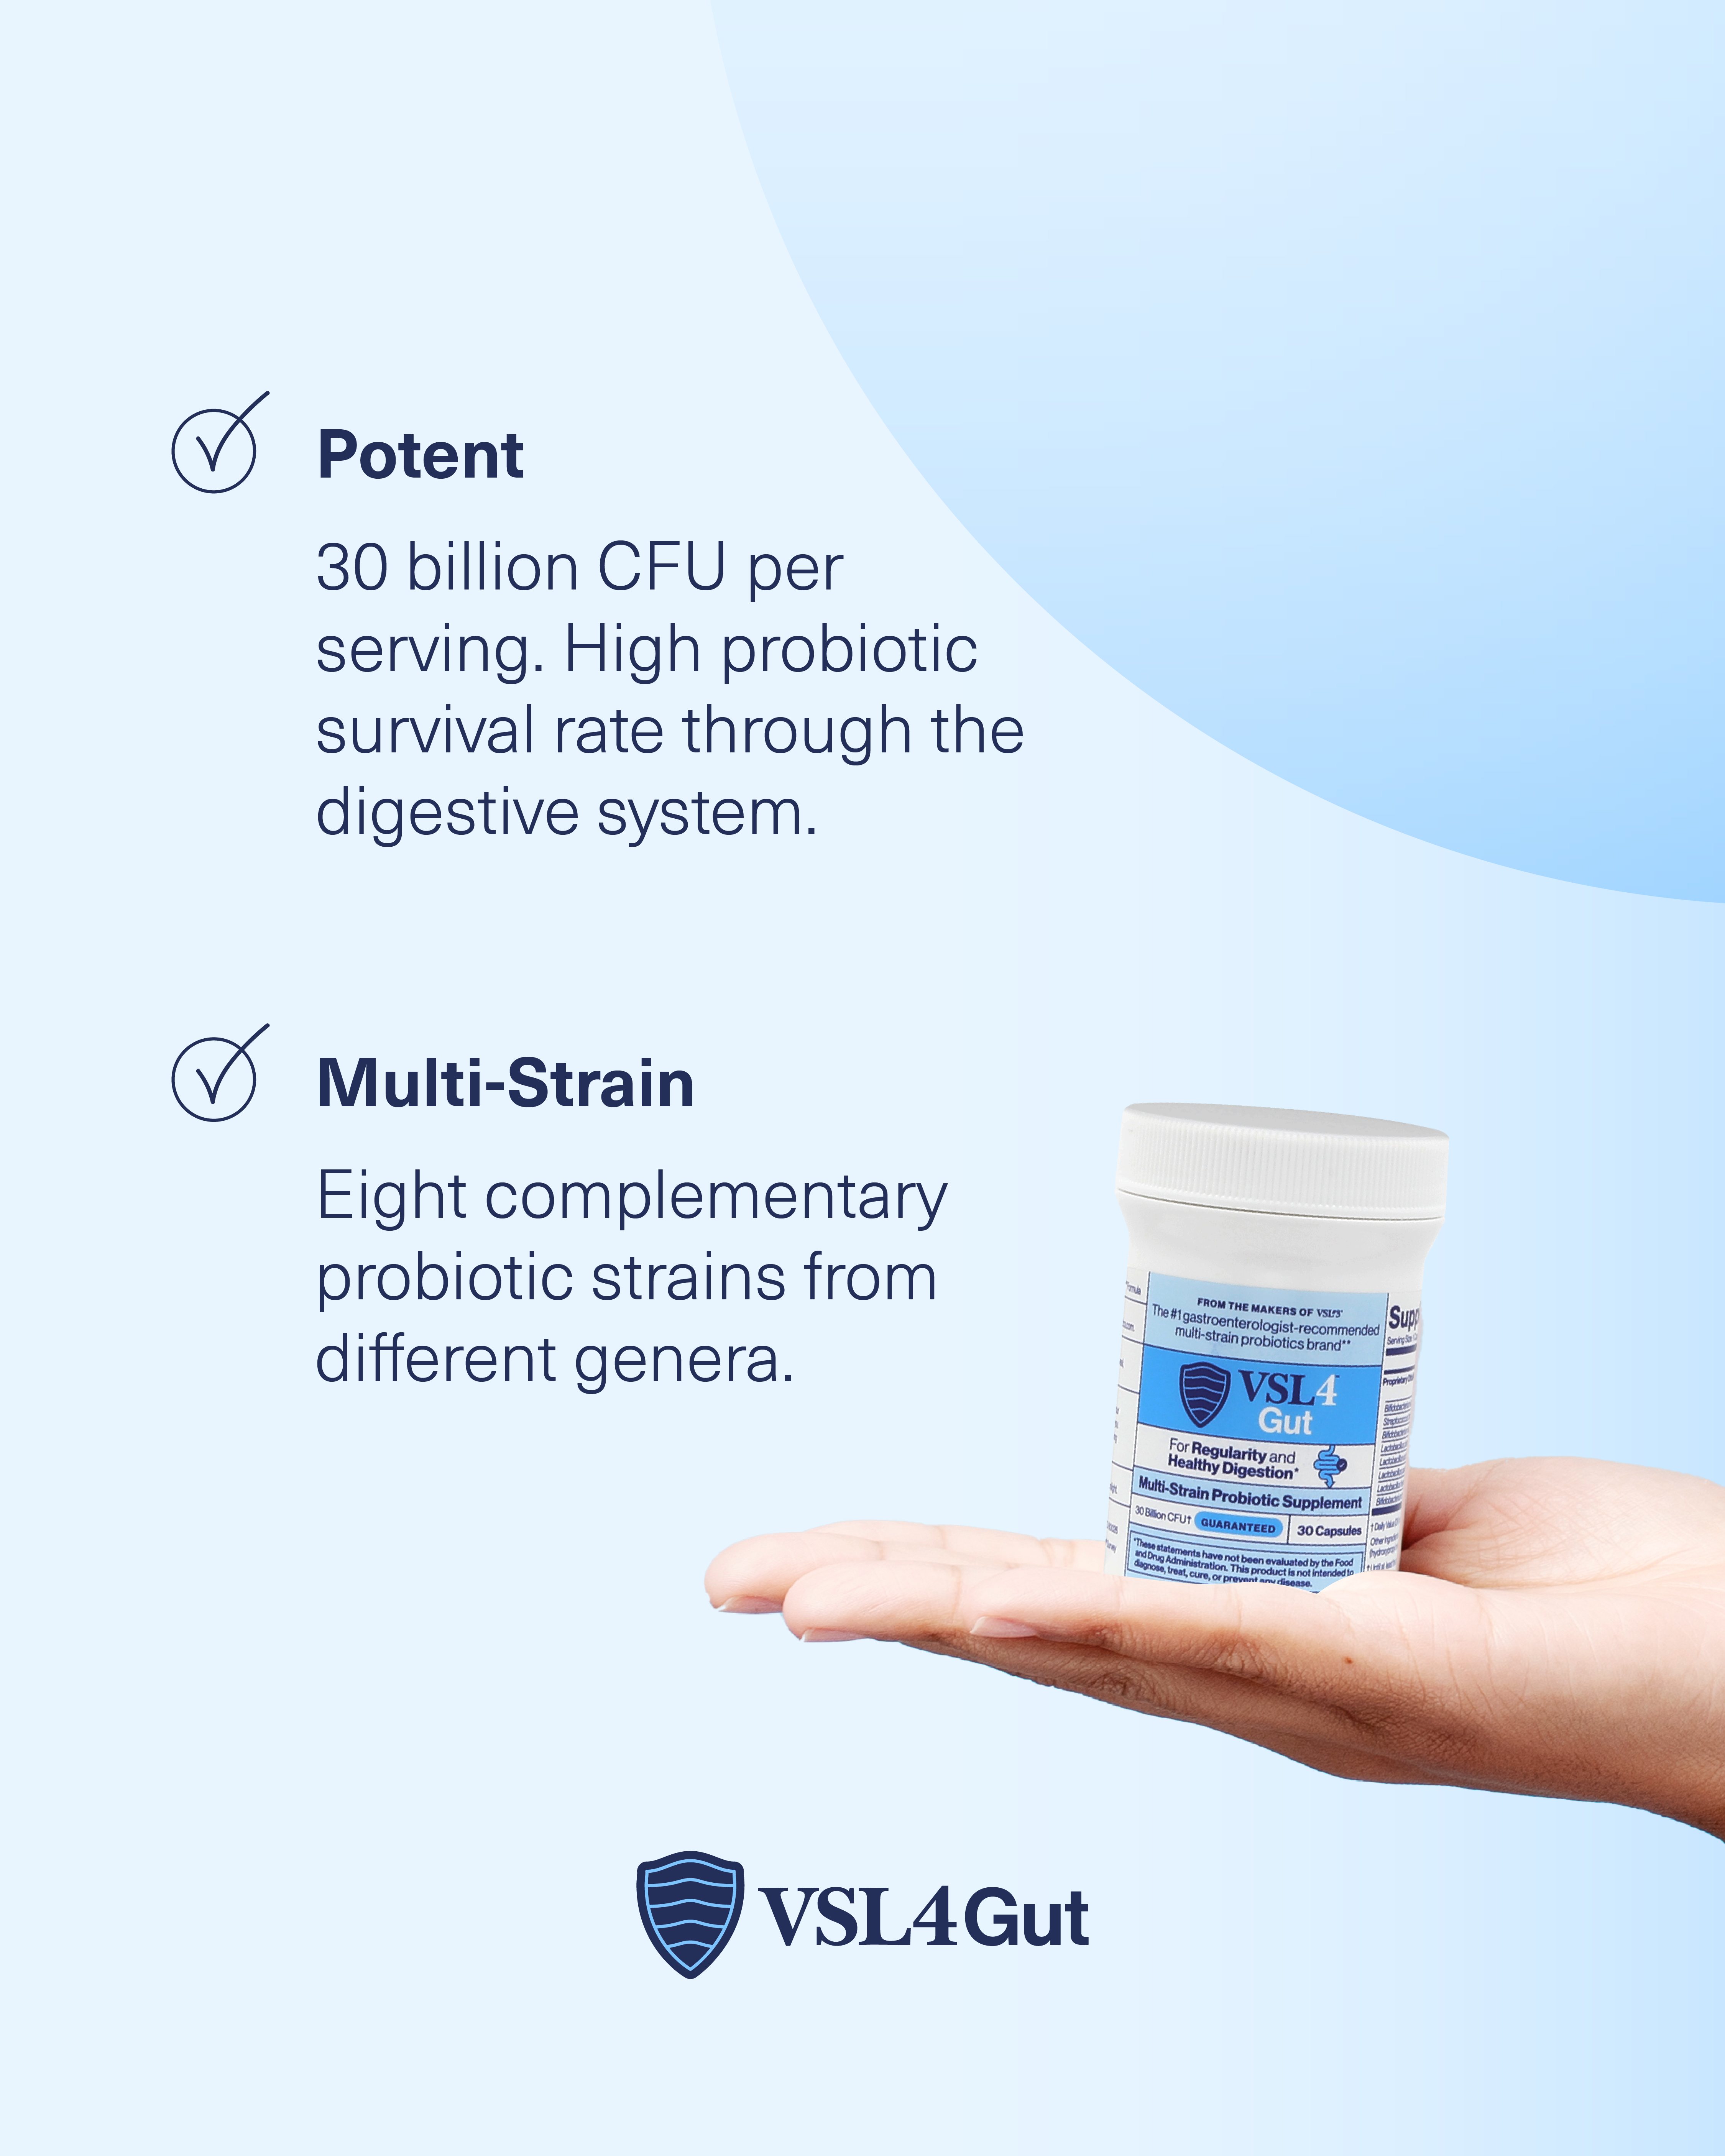 Potent
30 billion CFU per
serving. High probiotic
survival rate through the
digestive system.
Multi-Strain
Eight complementary
probiotic strains from
different genera.
FROM THE MAKERS OF VSL#3®
The #1 gastroenterologist-recommended
multi-strain probiotics brand**
VSL4
Gut
For Regularity and
Healthy Digestion*
Multi-Strain Probiotic Supplement
30 Billion CFU† GUARANTEED
30 Capsules
*These statements have not been evaluated by the Food
and Drug Administration. This product is not intended to
diagnose, treat, cure, or prevent any disease.
VSL4Gut